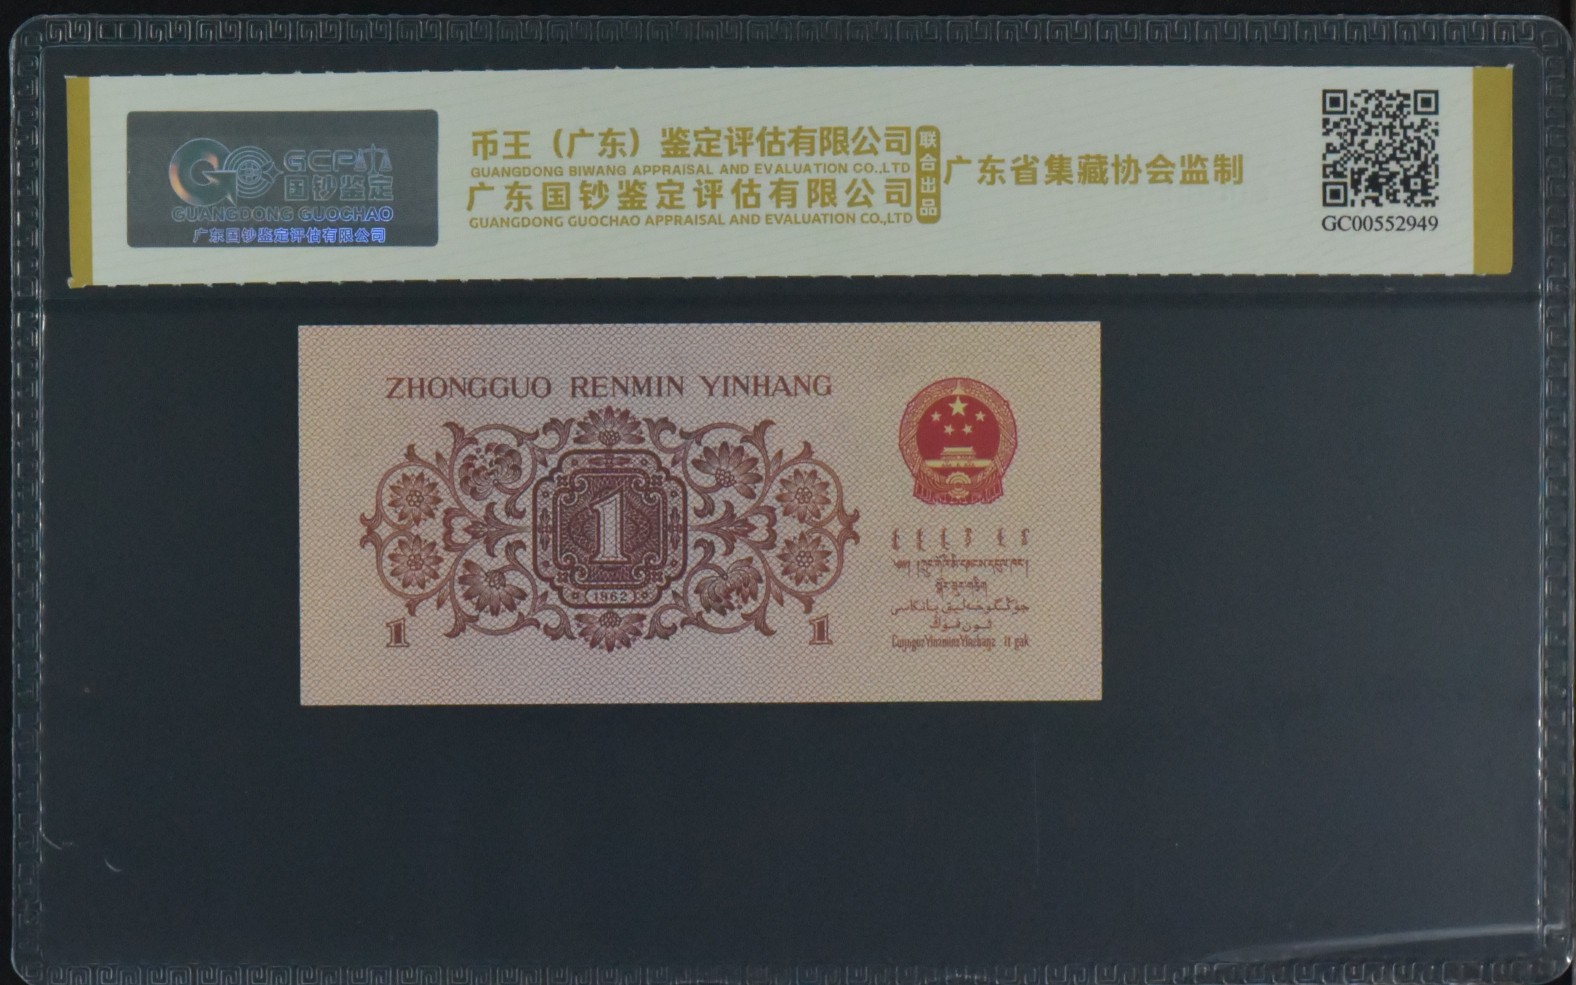 GCP
国钞鉴定
GUANGDONG GUOCHAO
广东国钞鉴定评估有限公司
币王（广东）鉴定评估有限公司
GUANGDONG BIWANG APPRAISAL AND EVALUATION CO.,LTD
广东国钞鉴定评估有限公司
GUANGDONG GUOCHAO APPRAISAL AND EVALUATION CO.,LTD
联合出品
广东省集藏协会监制
GC00552949
ZHONGGUO RENMIN YINHANG
1
1962
1
1